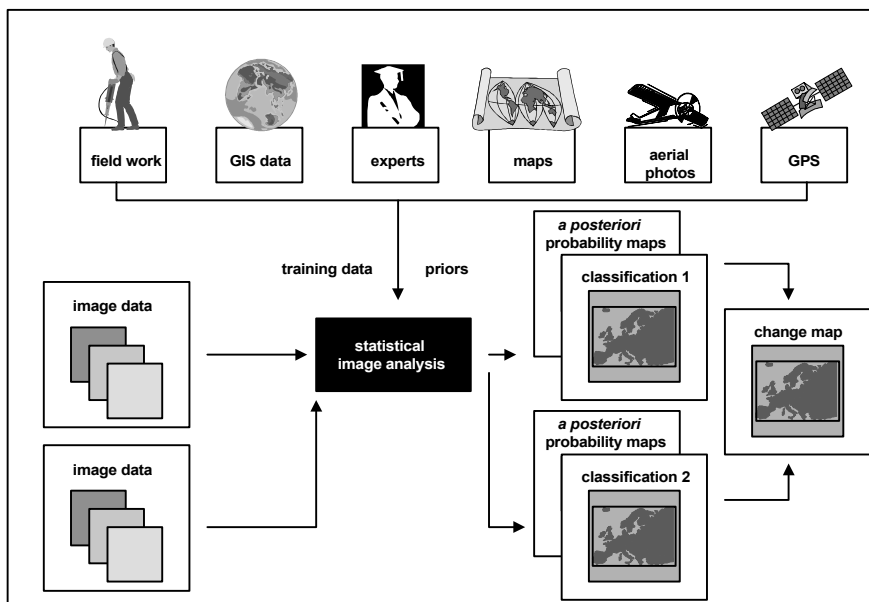 field work
GIS data
experts
maps
aerial
photos
GPS
training data
priors
image data
statistical
image analysis
a posteriori
probability maps
classification 1
change map
image data
a posteriori
probability maps
classification 2